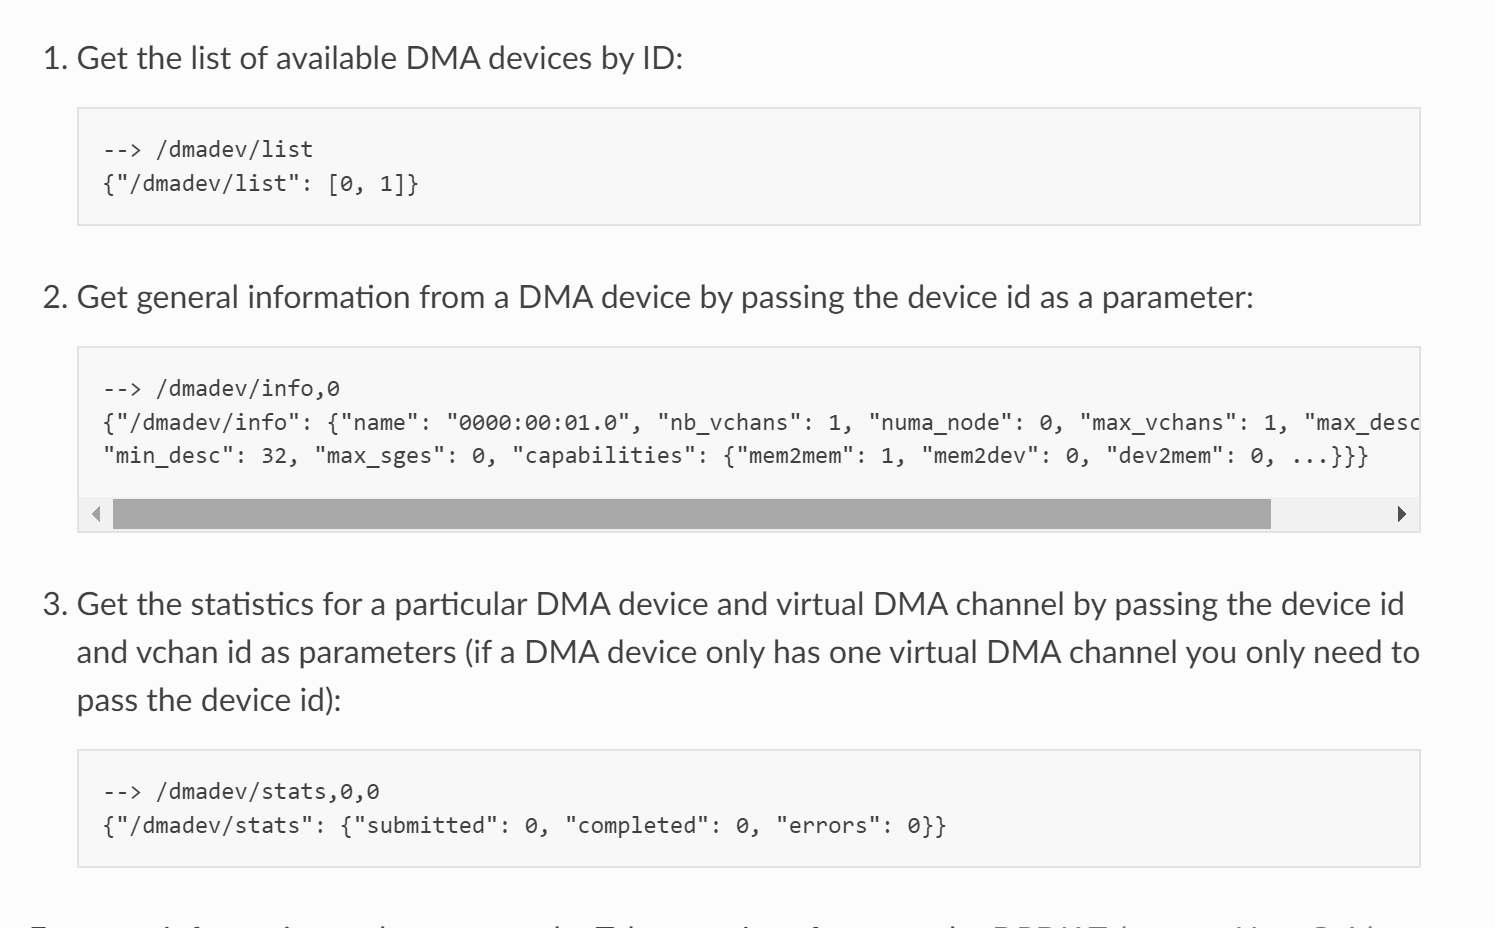 1. Get the list of available DMA devices by ID:
--> /dmadev/list
{"/dmadev/list": [0, 1]}
2. Get general information from a DMA device by passing the device id as a parameter:
--> /dmadev/info,0
{"/dmadev/info": {"name": "0000:00:01.0", "nb_vchans": 1, "numa_node": 0, "max_vchans": 1, "max_desc
"min_desc": 32, "max_sges": 0, "capabilities": {"mem2mem": 1, "mem2dev": 0, "dev2mem": 0, ...}}}
3. Get the statistics for a particular DMA device and virtual DMA channel by passing the device id
and vchan id as parameters (if a DMA device only has one virtual DMA channel you only need to
pass the device id):
--> /dmadev/stats,0,0
{"/dmadev/stats": {"submitted": 0, "completed": 0, "errors": 0}}